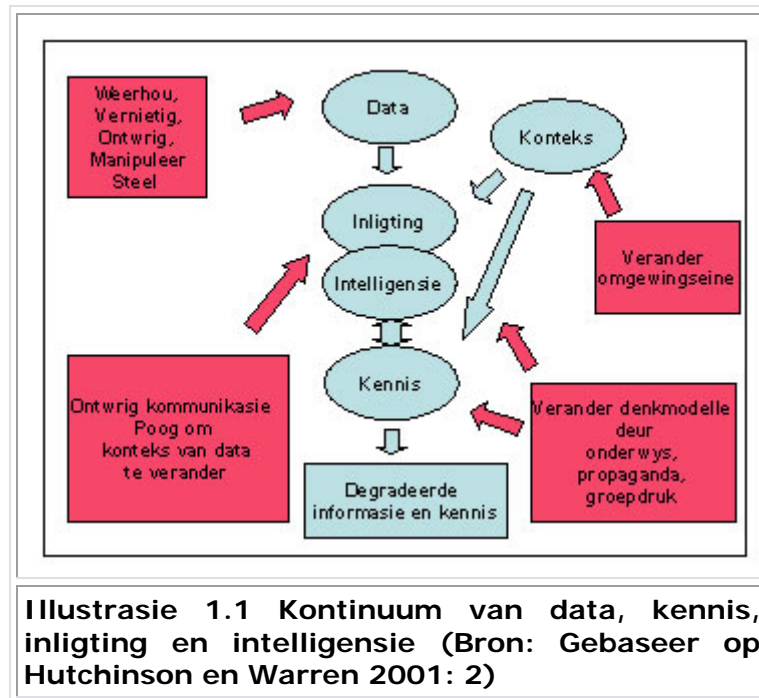 Weerhou,
Vernietig,
Ontwrig,
Manipuleer
Steel
Data
Konteks
Inligting
Intelligensie
Verander
omgewingseine
Kennis
Ontwrig kommunikasie
Poog om
konteks van data
te verander
Verander denkmodelle
deur
onderwys,
propaganda,
groepdruk
Degradeerde
informasie en kennis
Illustrasie 1.1 Kontinuum van data, kennis,
inligting en intelligensie (Bron: Gebaseer op
Hutchinson en Warren 2001: 2)